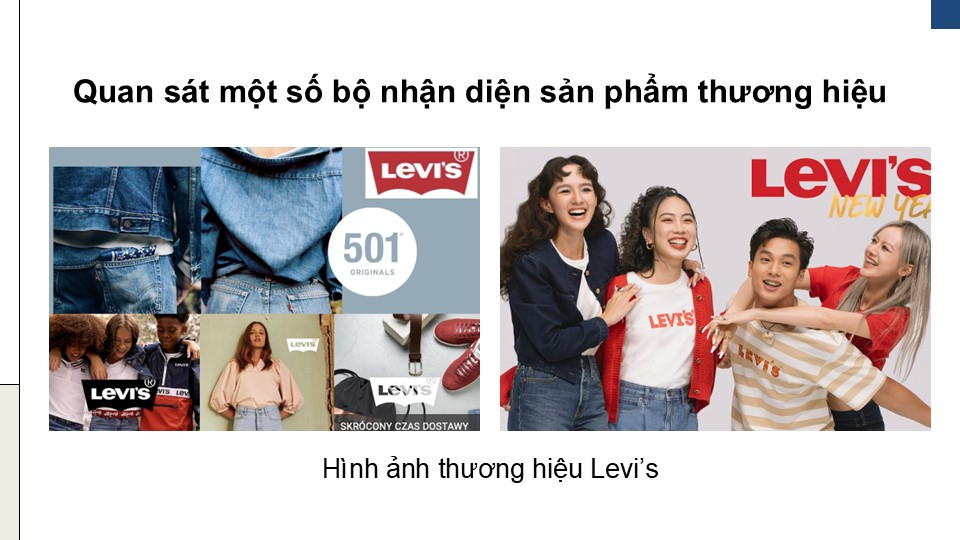 Quan sát một số bộ nhận diện sản phẩm thương hiệu
LEVI'S®
501®
ORIGINALS
LEVI'S®
LEVI'S
LEVI'S
LEVI'S
SKRÓCONY CZAS DOSTAWY
LEVI'S
NEW YEA
LEVI'S
LEVI'S
Hình ảnh thương hiệu Levi’s